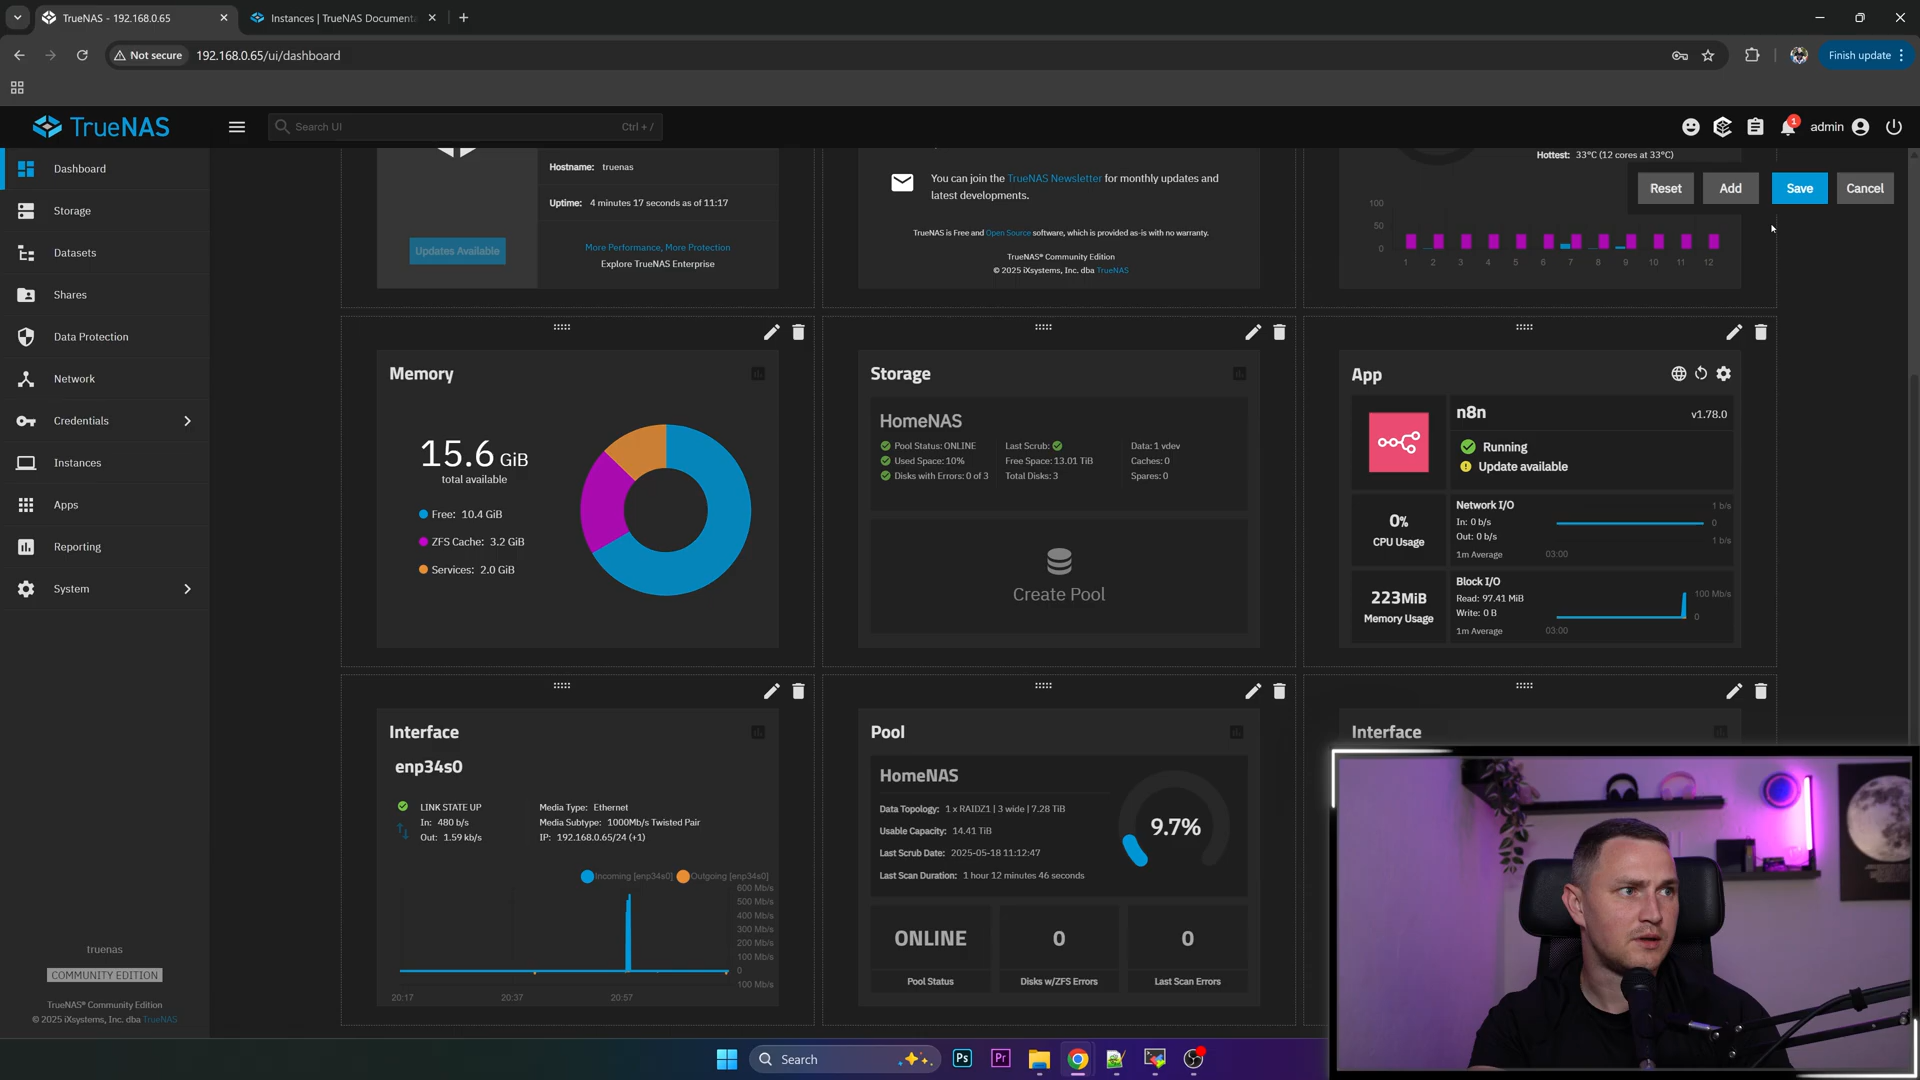 TrueNAS - 192.168.0.65
Instances | TrueNAS Documenta
Not secure
192.168.0.65/ui/dashboard
Finish update
TrueNAS
Search UI
Ctrl + /
1
admin
Dashboard
Storage
Datasets
Shares
Data Protection
Network
Credentials
Instances
Apps
Reporting
System
truenas
COMMUNITY EDITION
TrueNAS® Community Edition
© 2025 iXsystems, Inc. dba TrueNAS
Reset
Add
Save
Cancel
Hostname: truenas
Uptime: 4 minutes 17 seconds as of 11:17
Updates Available
More Performance, More Protection
Explore TrueNAS Enterprise
You can join the TrueNAS Newsletter for monthly updates and
latest developments.
TrueNAS is Free and Open Source software, which is provided as-is with no warranty.
TrueNAS® Community Edition
© 2025 iXsystems, Inc. dba TrueNAS
Hottest: 33°C (12 cores at 33°C)
100
50
0
1 2 3 4 5 6 7 8 9 10 11 12
Memory
15.6 GiB
total available
Free: 10.4 GiB
ZFS Cache: 3.2 GiB
Services: 2.0 GiB
Storage
HomeNAS
Pool Status: ONLINE
Last Scrub:
Data: 1 vdev
Used Space: 10%
Free Space: 13.01 TiB
Caches: 0
Disks with Errors: 0 of 3
Total Disks: 3
Spares: 0
Create Pool
App
n8n
v1.78.0
Running
Update available
0%
CPU Usage
Network I/O
In: 0 b/s
Out: 0 b/s
1m Average
1 b/s
0
1 b/s
03:00
223MiB
Memory Usage
Block I/O
Read: 97.41 MiB
Write: 0 B
1m Average
100 Mb/s
0
03:00
Interface
enp34s0
LINK STATE UP
In: 480 b/s
Out: 1.59 kb/s
Media Type: Ethernet
Media Subtype: 1000Mb/s Twisted Pair
IP: 192.168.0.65/24 (+1)
Incoming [enp34s0]
Outgoing [enp34s0]
600 Mb/s
500 Mb/s
400 Mb/s
300 Mb/s
200 Mb/s
100 Mb/s
0
100 Mb/s
20:17
20:37
20:57
Pool
HomeNAS
Data Topology: 1 x RAIDZ1 | 3 wide | 7.28 TiB
Usable Capacity: 14.41 TiB
Last Scrub Date: 2025-05-18 11:12:47
Last Scan Duration: 1 hour 12 minutes 46 seconds
9.7%
ONLINE
Pool Status
0
Disks w/ZFS Errors
0
Last Scan Errors
Interface
Search
Ps
Pr